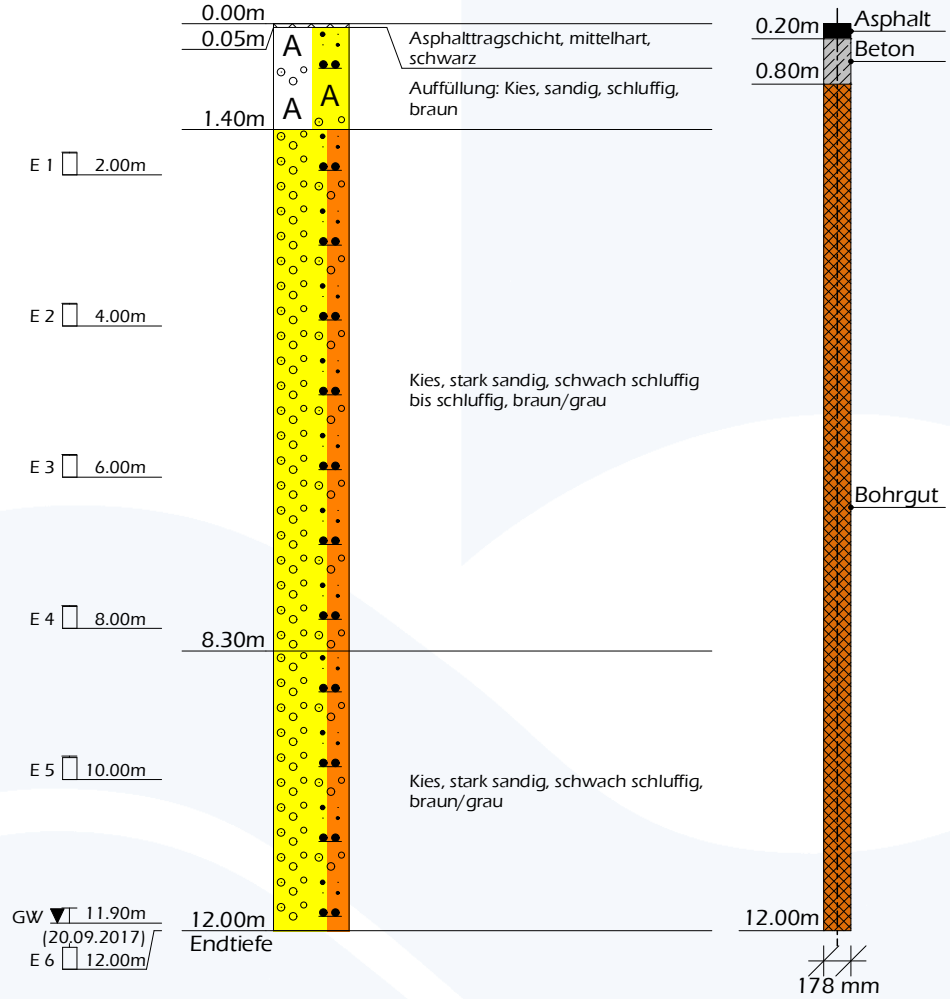 0.00m
0.05m
A
A
A
Asphalttragschicht, mittelhart,
schwarz
Auffüllung: Kies, sandig, schluffig,
braun
1.40m
E 1 2.00m
E 2 4.00m
Kies, stark sandig, schwach schluffig
bis schluffig, braun/grau
E 3 6.00m
E 4 8.00m
8.30m
E 5 10.00m
Kies, stark sandig, schwach schluffig,
braun/grau
GW 11.90m
(20.09.2017)
E 6 12.00m
12.00m
Endtiefe
0.20m
Asphalt
Beton
0.80m
Bohrgut
12.00m
178 mm